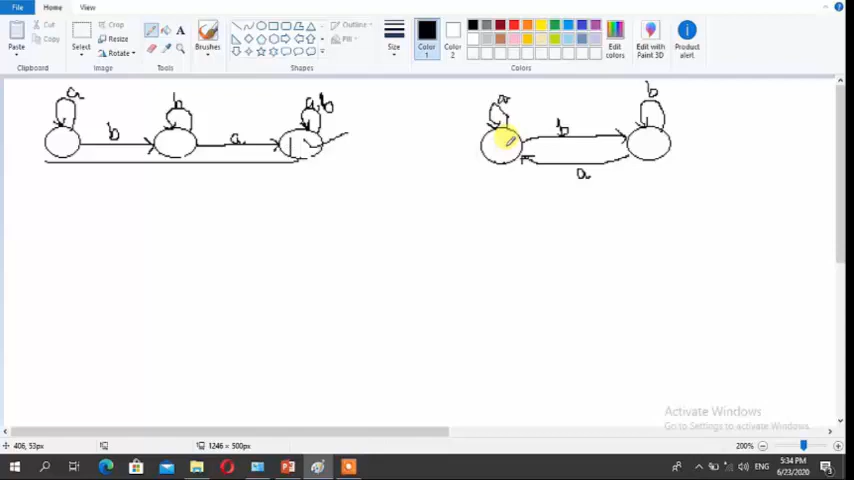 File Home View
Paste
Cut
Copy
Clipboard
Select
Crop
Resize
Rotate
Image
A
Tools
Brushes
Shapes
Outline
Fill
Size
Color 1
Color 2
Colors
Edit colors
Edit with Paint 3D
Product alert
a b a,b a b
b a b
a
Activate Windows
Go to Settings to activate Windows.
406, 53px
1246 × 500px
200%
ENG
5:34 PM
6/23/2020